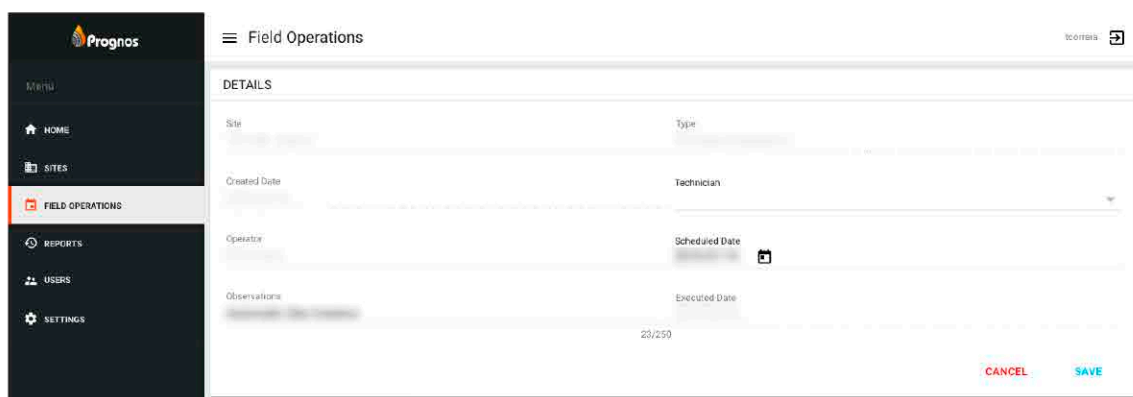 Prognos
Field Operations
tcorreia
Menu
DETAILS
HOME
SITES
FIELD OPERATIONS
REPORTS
USERS
SETTINGS
Site
Type
Created Date
Technician
Operator
Scheduled Date
Observations
Executed Date
23/250
CANCEL
SAVE